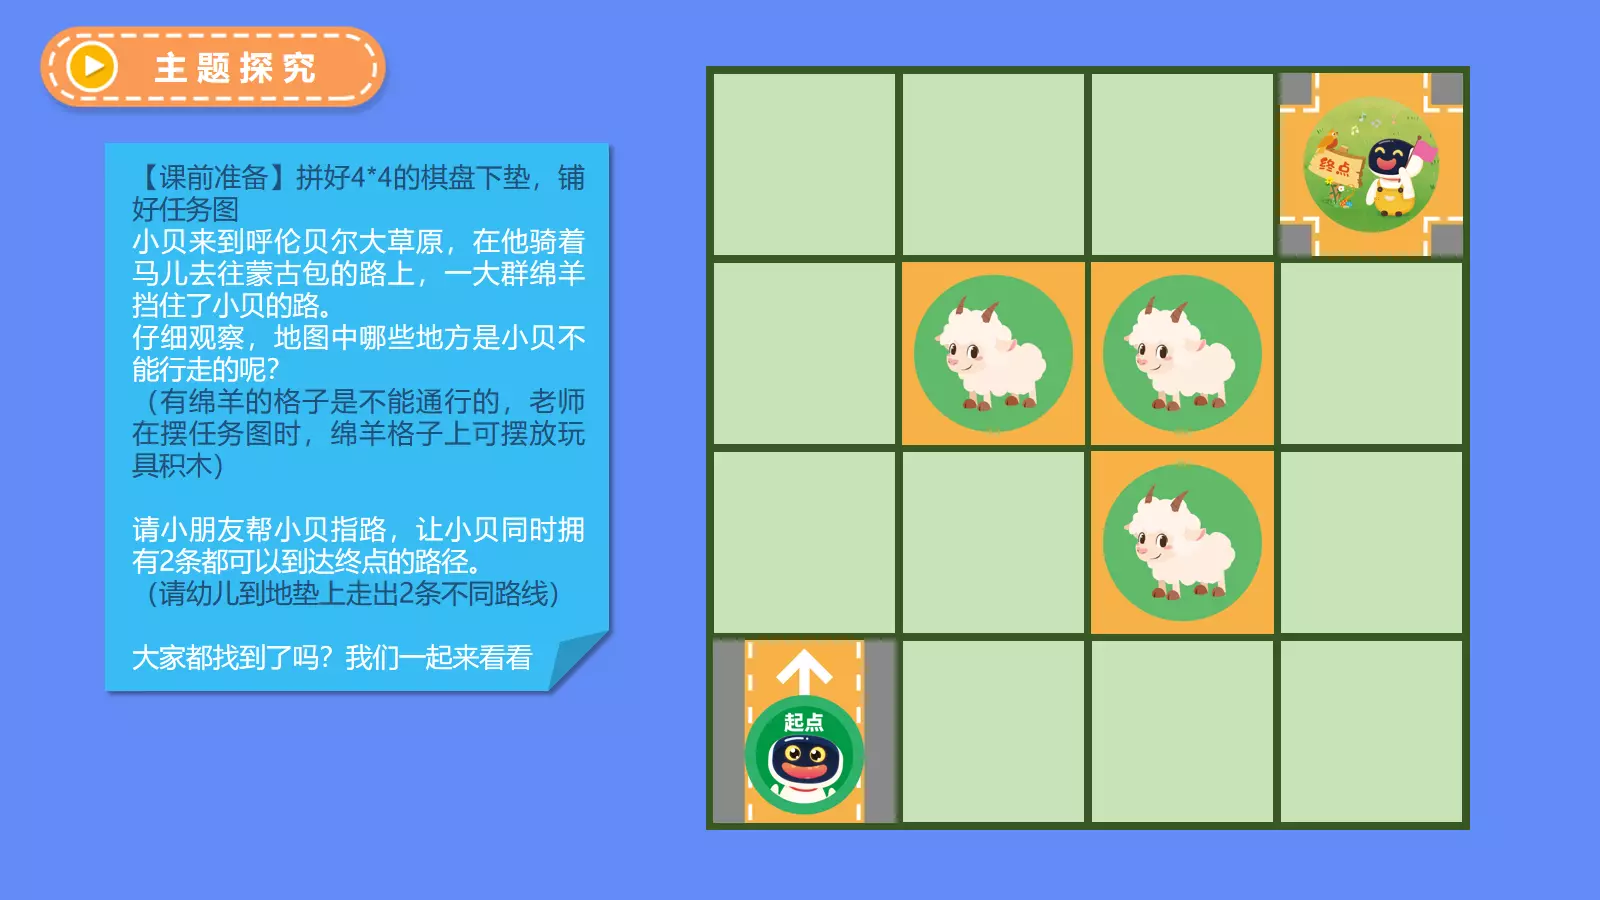 主题探究
【课前准备】拼好4*4的棋盘下垫，铺
好任务图
小贝来到呼伦贝尔大草原，在他骑着
马儿去往蒙古包的路上，一大群绵羊
挡住了小贝的路。
仔细观察，地图中哪些地方是小贝不
能行走的呢？
（有绵羊的格子是不能通行的，老师
在摆任务图时，绵羊格子上可摆放玩
具积木）
请小朋友帮小贝指路，让小贝同时拥
有2条都可以到达终点的路径。
（请幼儿到地垫上走出2条不同路线）
大家都找到了吗？我们一起来看看
终点
起点